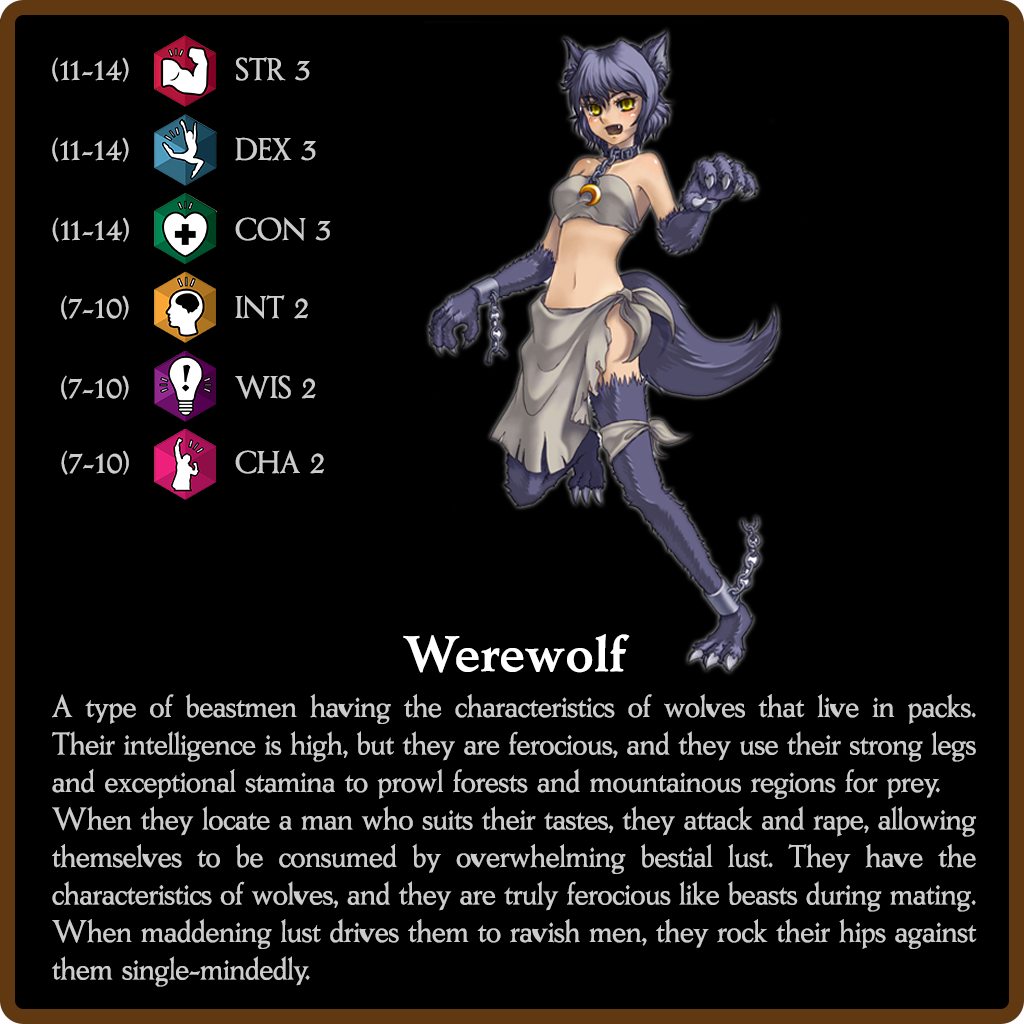 (11-14) STR 3
(11-14) DEX 3
(11-14) CON 3
(7-10) INT 2
(7-10) WIS 2
(7-10) CHA 2
Werewolf
A type of beastmen having the characteristics of wolves that live in packs.
Their intelligence is high, but they are ferocious, and they use their strong legs
and exceptional stamina to prowl forests and mountainous regions for prey.
When they locate a man who suits their tastes, they attack and rape, allowing
themselves to be consumed by overwhelming bestial lust. They have the
characteristics of wolves, and they are truly ferocious like beasts during mating.
When maddening lust drives them to ravish men, they rock their hips against
them single-mindedly.